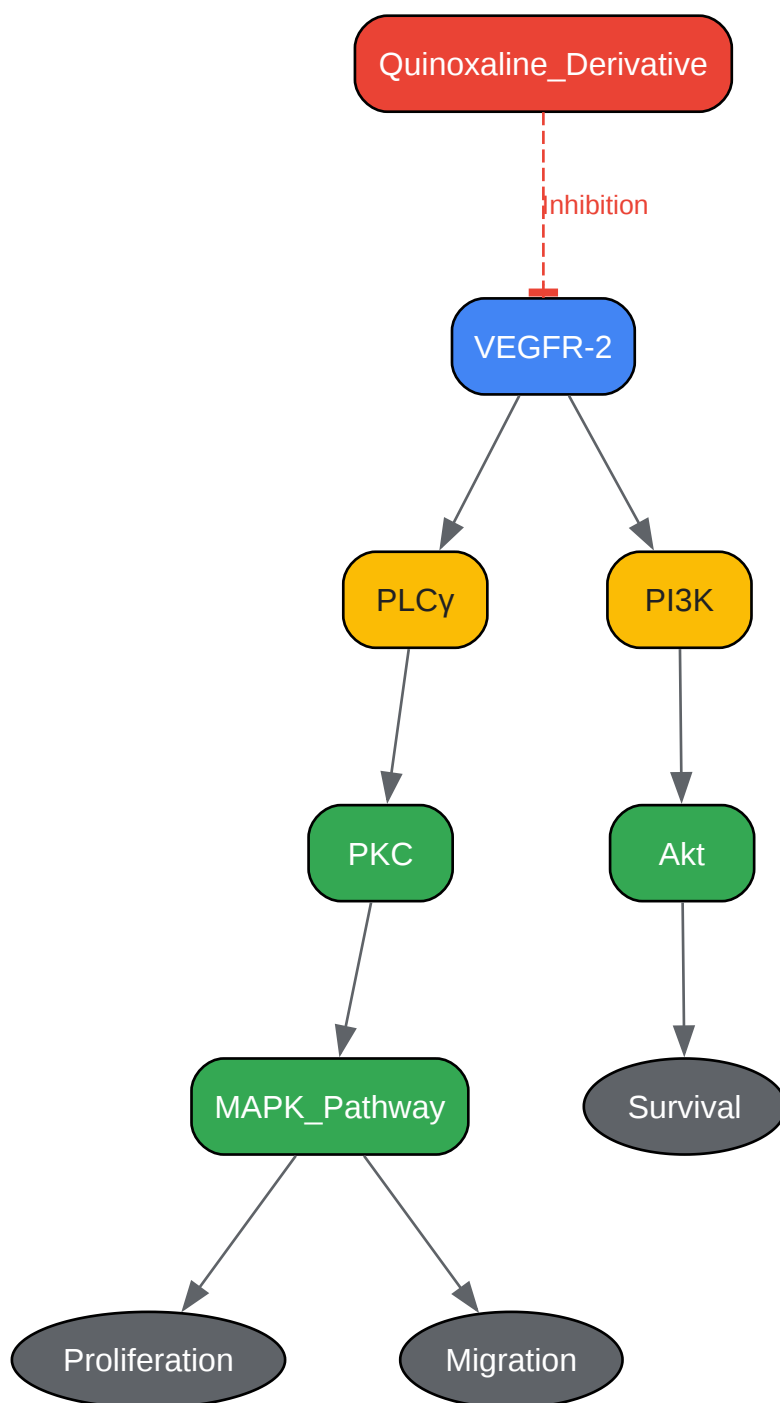 Quinoxaline_Derivative
Inhibition
VEGFR-2
PLCγ
PI3K
PKC
Akt
MAPK_Pathway
Survival
Proliferation
Migration